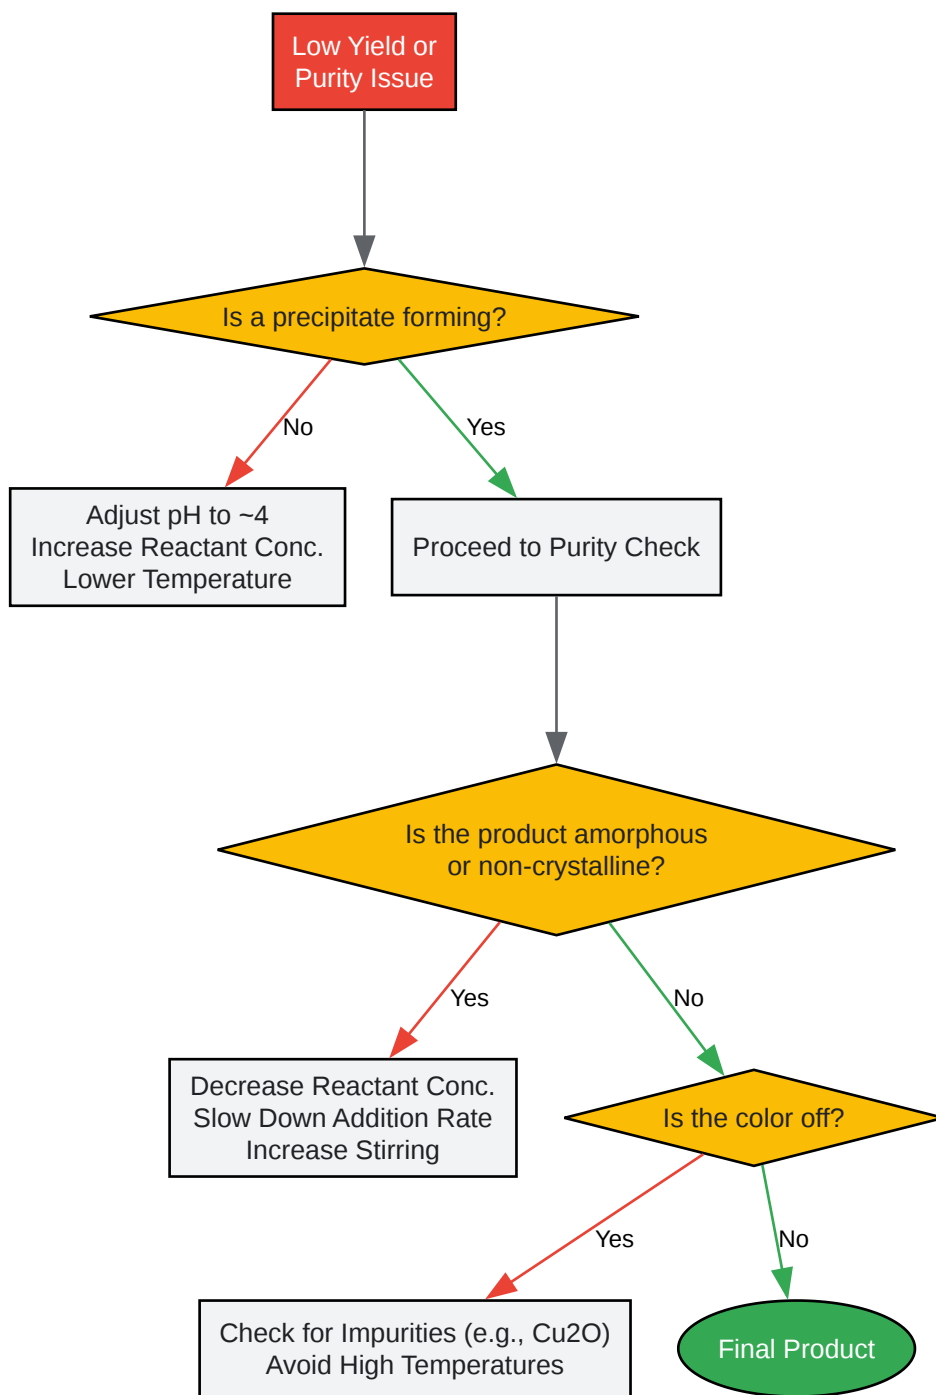 Low Yield or
Purity Issue
Is a precipitate forming?
No
Yes
Adjust pH to ~4
Increase Reactant Conc.
Lower Temperature
Proceed to Purity Check
Is the product amorphous
or non-crystalline?
Yes
No
Decrease Reactant Conc.
Slow Down Addition Rate
Increase Stirring
Is the color off?
Yes
No
Check for Impurities (e.g., Cu2O)
Avoid High Temperatures
Final Product